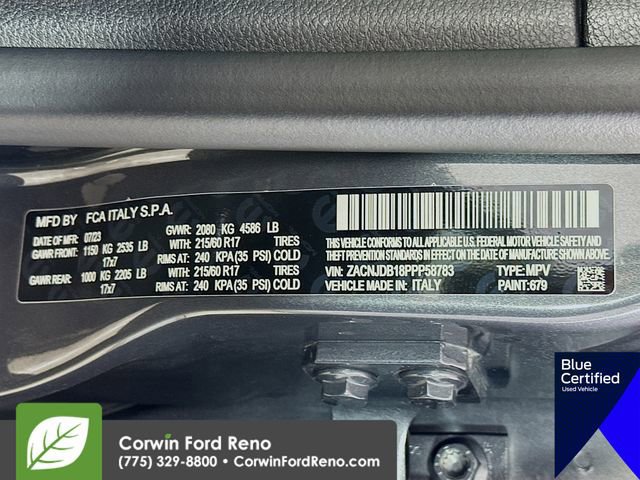 MFD BY FCA ITALY S.P.A.
DATE OF MFR 07/23 GVWR: 2080 KG 4586 LB
GAWR FRONT: 1150 KG 2535 LB WITH 215/60 R17 TIRES
17x7 RIMS AT: 240 KPA(35 PSI) COLD
GAWR REAR: 1000 KG 2205 LB WITH 215/60 R17 TIRES
17x7 RIMS AT: 240 KPA(35 PSI) COLD
THIS VEHICLE CONFORMS TO ALL APPLICABLE
U.S. FEDERAL MOTOR VEHICLE SAFETY, BUMPER AND
THEFT PREVENTION STANDARDS IN EFFECT ON THE DATE
OF MANUFACTURE SHOWN ABOVE.
VIN: ZACNJDB18PPP58783 TYPE: MPV
VEHICLE MADE IN: ITALY PAINT:679
Blue
Certified
Used Vehicle
Corwin Ford Reno
(775) 329-8800 • CorwinFordReno.com